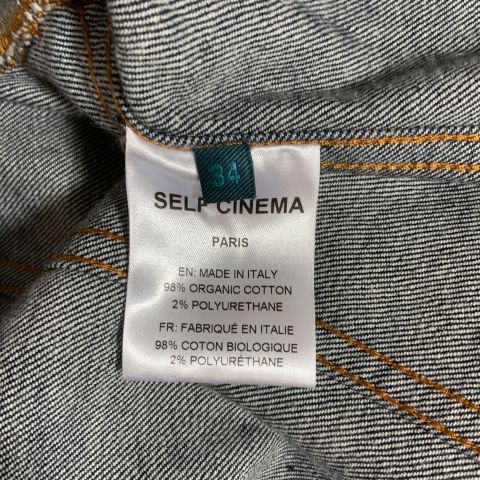 34
SELF CINEMA
PARIS
EN: MADE IN ITALY
98% ORGANIC COTTON
2% POLYURETHANE
FR: FABRIQUÉ EN ITALIE
98% COTON BIOLOGIQUE
2% POLYURÉTHANE